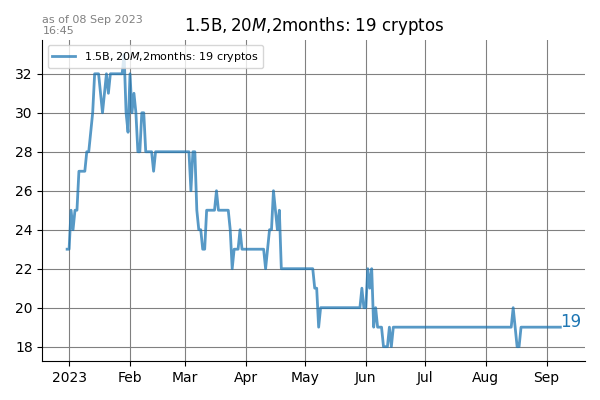 as of 08 Sep 2023
16:45
1.5B, 20M,2months: 19 cryptos
1.5B, 20M,2months: 19 cryptos
32
30
28
26
24
22
20
18
19
2023 Feb Mar Apr May Jun Jul Aug Sep